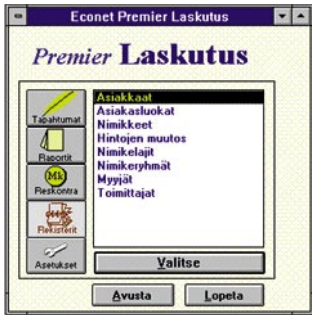 Econet Premier Laskutus
Premier Laskutus
Tapahtumat
Raportit
Mk
Reskontra
Rekisterit
Asetukset
Asiakkaat
Asiakasluokat
Nimikkeet
Hintojen muutos
Nimikelajit
Nimikeryhmät
Myyjät
Toimittajat
Valitse
Avusta
Lopeta